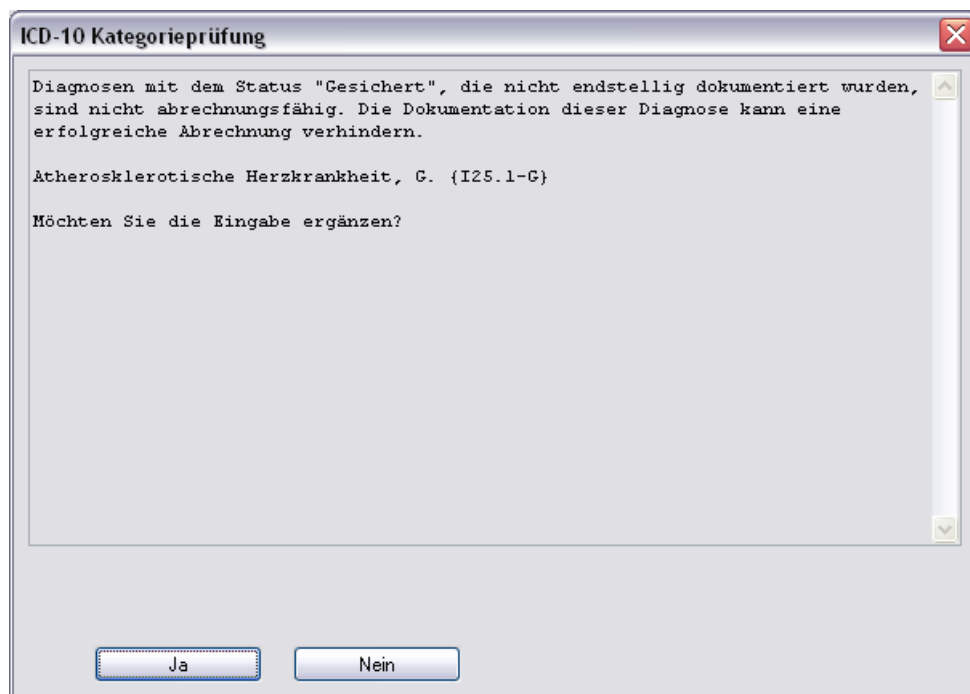 ICD-10 Kategorieprüfung
Diagnosen mit dem Status "Gesichert", die nicht endstellig dokumentiert wurden,
sind nicht abrechnungsfähig. Die Dokumentation dieser Diagnose kann eine
erfolgreiche Abrechnung verhindern.
Atherosklerotische Herzkrankheit, G. {I25.1-G}
Möchten Sie die Eingabe ergänzen?
Ja
Nein